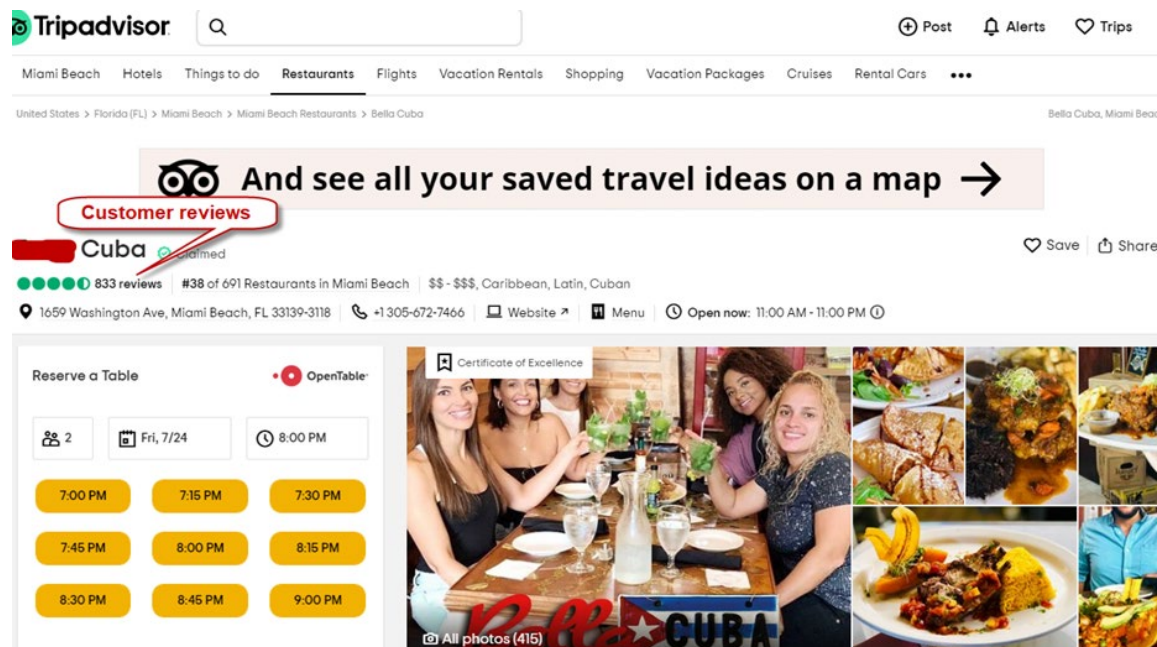 Tripadvisor
Post Alerts Trips
Miami Beach Hotels Things to do Restaurants Flights Vacation Rentals Shopping Vacation Packages Cruises Rental Cars •••
United States > Florida (FL) > Miami Beach > Miami Beach Restaurants > Bella Cuba Bella Cuba, Miami Beac
And see all your saved travel ideas on a map →
Customer reviews
Cuba Claimed
Save Share
833 reviews #38 of 691 Restaurants in Miami Beach $$ - $$$, Caribbean, Latin, Cuban
1659 Washington Ave, Miami Beach, FL 33139-3118 +1 305-672-7466 Website Menu Open now: 11:00 AM - 11:00 PM
Reserve a Table OpenTable
Certificate of Excellence
2 Fri, 7/24 8:00 PM
7:00 PM 7:15 PM 7:30 PM
7:45 PM 8:00 PM 8:15 PM
8:30 PM 8:45 PM 9:00 PM
Bella CUBA
All photos (415)